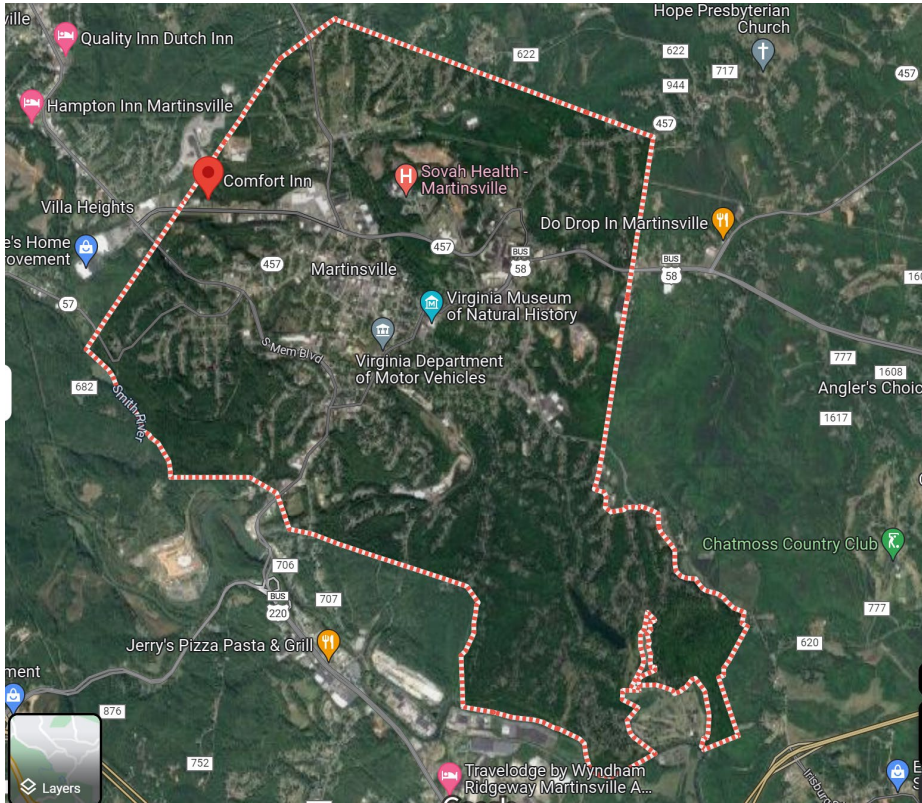 ville
Quality Inn Dutch Inn
Hope Presbyterian
Church
622
622
717
457
944
Hampton Inn Martinsville
457
Comfort Inn
Sovah Health -
Martinsville
Villa Heights
Do Drop In Martinsville
e's Home
rovement
457
BUS
58
BUS
58
457
Martinsville
160
57
Virginia Museum
of Natural History
S Mem Blvd
Virginia Department
of Motor Vehicles
777
1608
682
Angler's Choic
Smith River
1617
Chatmoss Country Club
706
BUS
220
707
777
620
Jerry's Pizza Pasta & Grill
ment
876
752
Layers
Travelodge by Wyndham
Ridgeway Martinsville A...
E